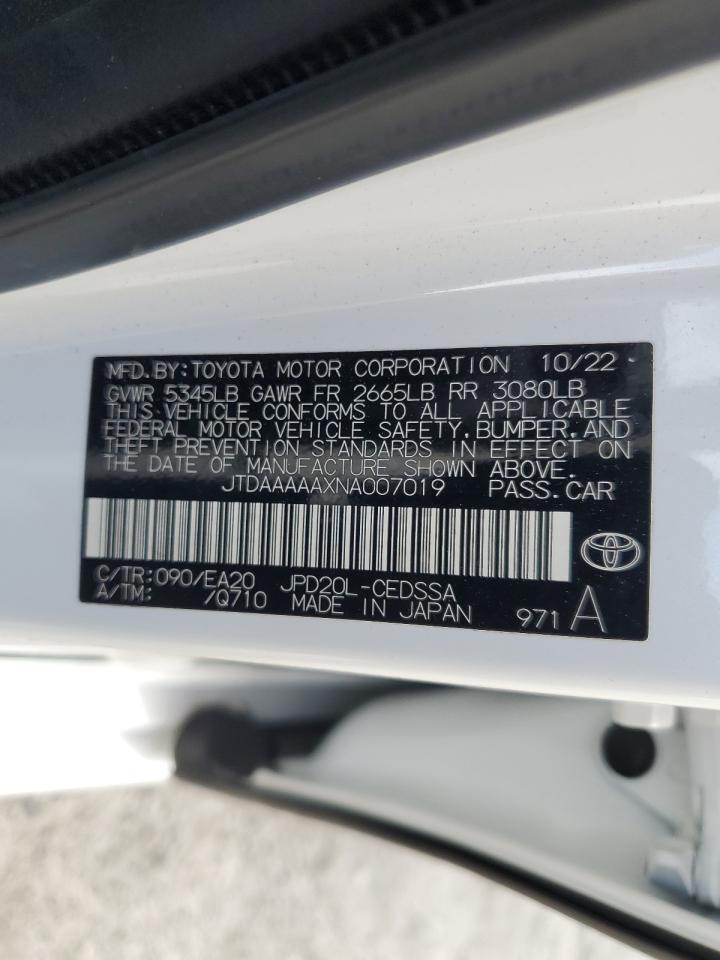 MFD.BY:TOYOTA MOTOR CORPORATION 10/22
GVWR 5345LB GAWR FR 2665LB RR 3080LB
THIS VEHICLE CONFORMS TO ALL APPLICABLE
FEDERAL MOTOR VEHICLE SAFETY,BUMPER,AND
THEFT PREVENTION STANDARDS IN EFFECT ON
THE DATE OF MANUFACTURE SHOWN ABOVE.
JTDAAAAAXNA007019 PASS.CAR
C/TR:090/EA20 JPD20L-CEDSSA
A/TM: /Q710 MADE IN JAPAN 971 A